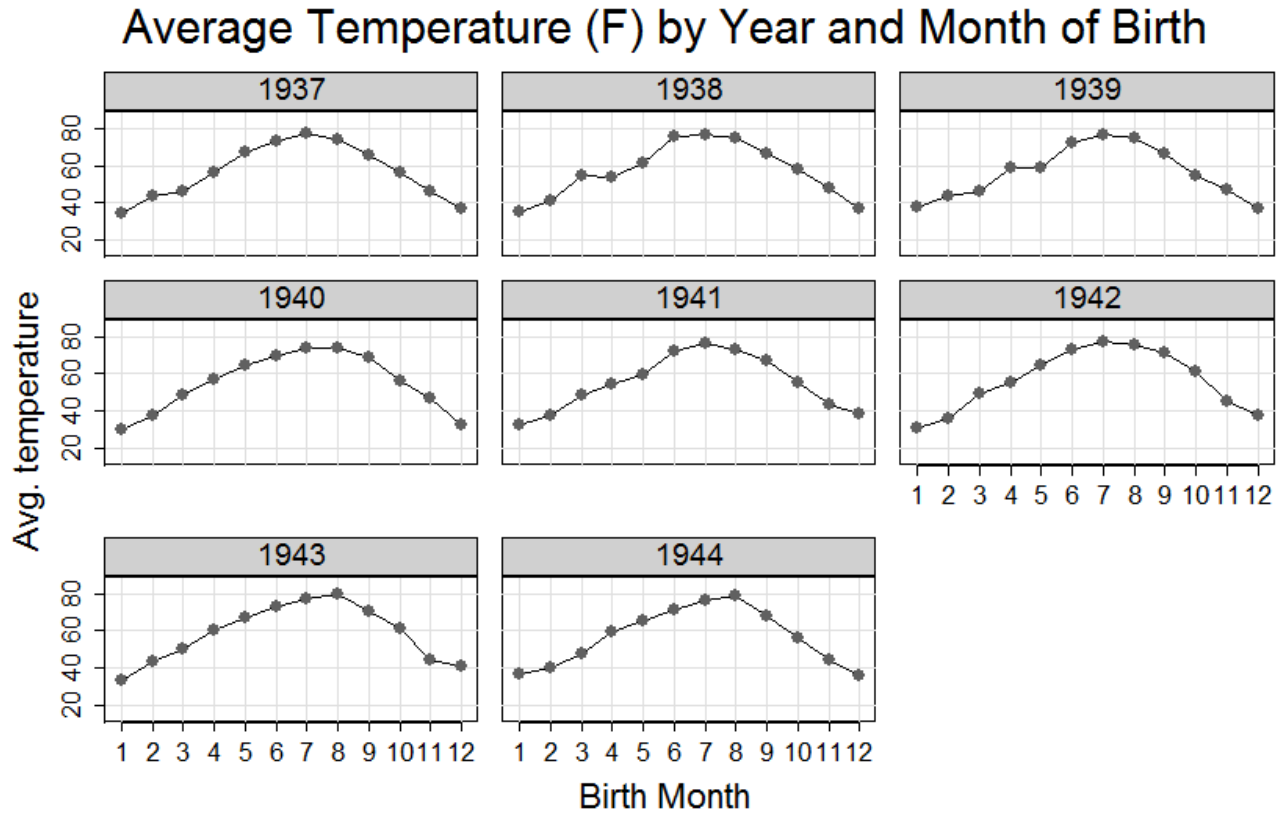 Average Temperature (F) by Year and Month of Birth
1937 1938 1939
80
60
40
20
1940 1941 1942
80
60
40
20
1 2 3 4 5 6 7 8 9 10 11 12
Avg. temperature
1943 1944
80
60
40
20
1 2 3 4 5 6 7 8 9 10 11 12 1 2 3 4 5 6 7 8 9 10 11 12
Birth Month